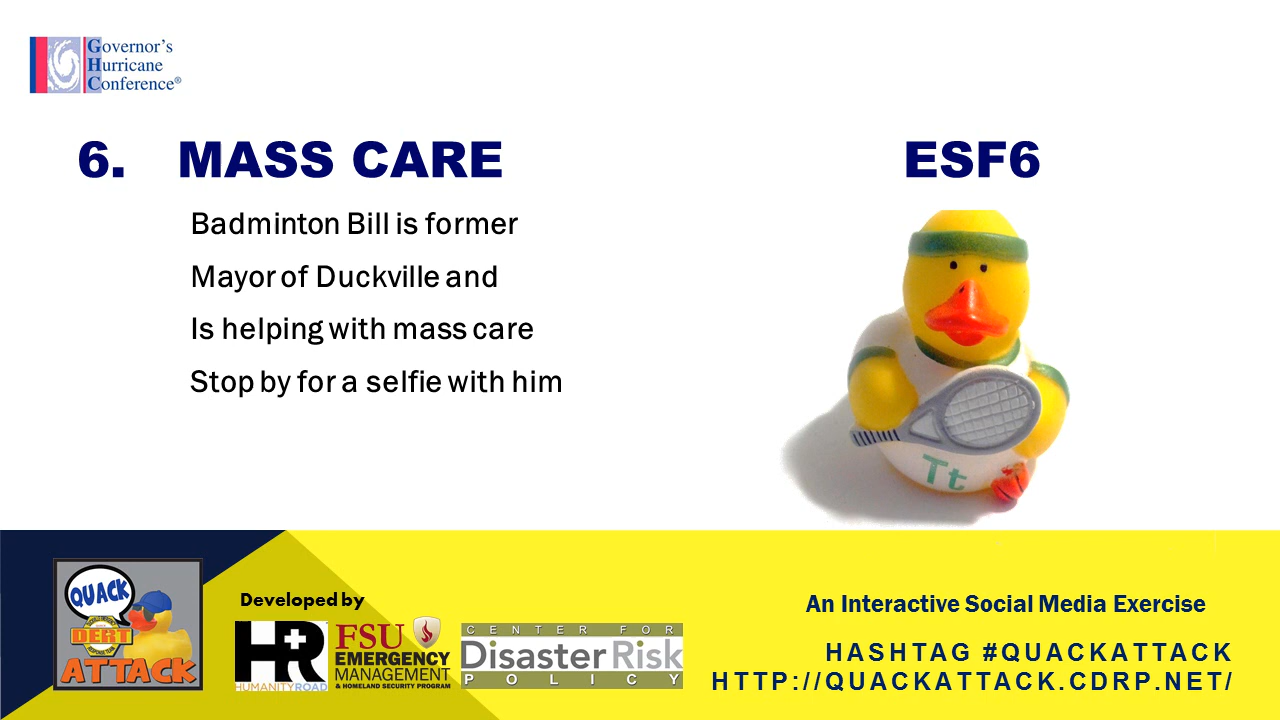 Governor's
Hurricane
Conference®
6. MASS CARE
ESF6
Badminton Bill is former
Mayor of Duckville and
Is helping with mass care
Stop by for a selfie with him
Tt
QUACK
DERT
ATTACK
Developed by
HR
HUMANITYROAD
FSU
EMERGENCY
MANAGEMENT
& HOMELAND SECURITY PROGRAM
CENTER FOR
Disaster Risk
POLICY
An Interactive Social Media Exercise
HASHTAG #QUACKATTACK
HTTP://QUACKATTACK.CDRP.NET/